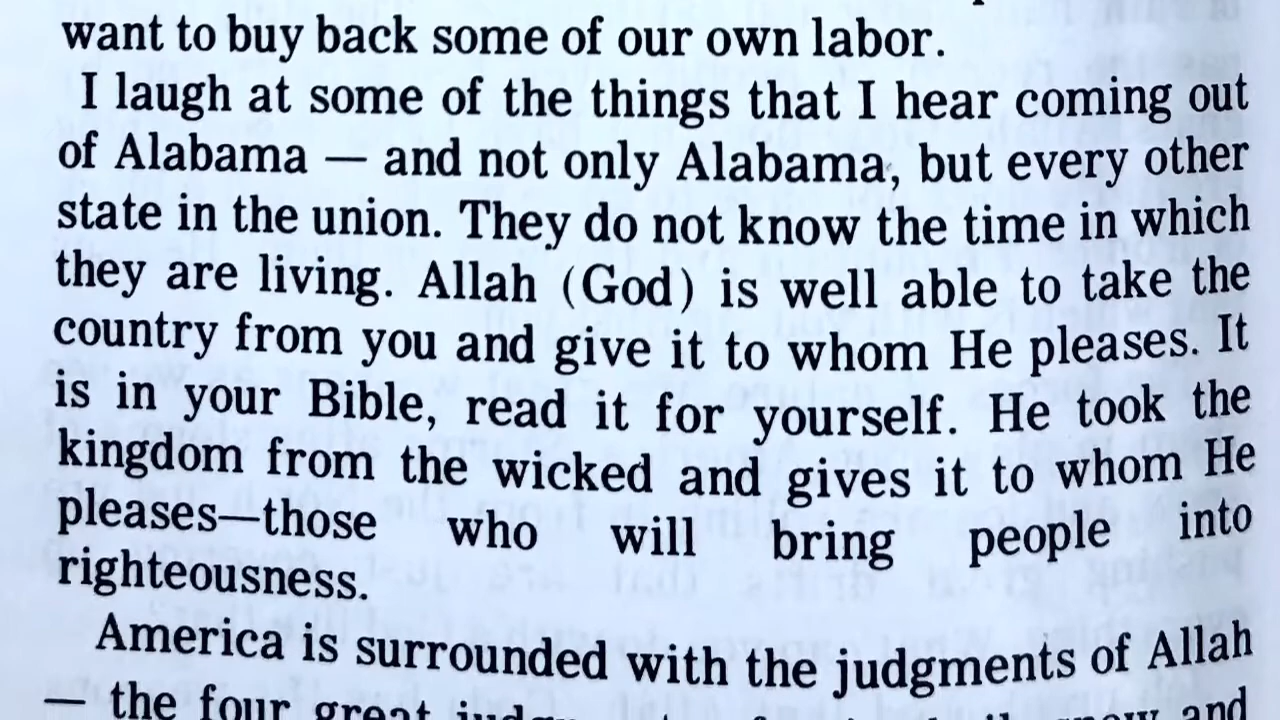 want to buy back some of our own labor.
I laugh at some of the things that I hear coming out
of Alabama — and not only Alabama, but every other
state in the union. They do not know the time in which
they are living. Allah (God) is well able to take the
country from you and give it to whom He pleases. It
is in your Bible, read it for yourself. He took the
kingdom from the wicked and gives it to whom He
pleases—those who will bring people into
righteousness.
America is surrounded with the judgments of Allah
— the four great and